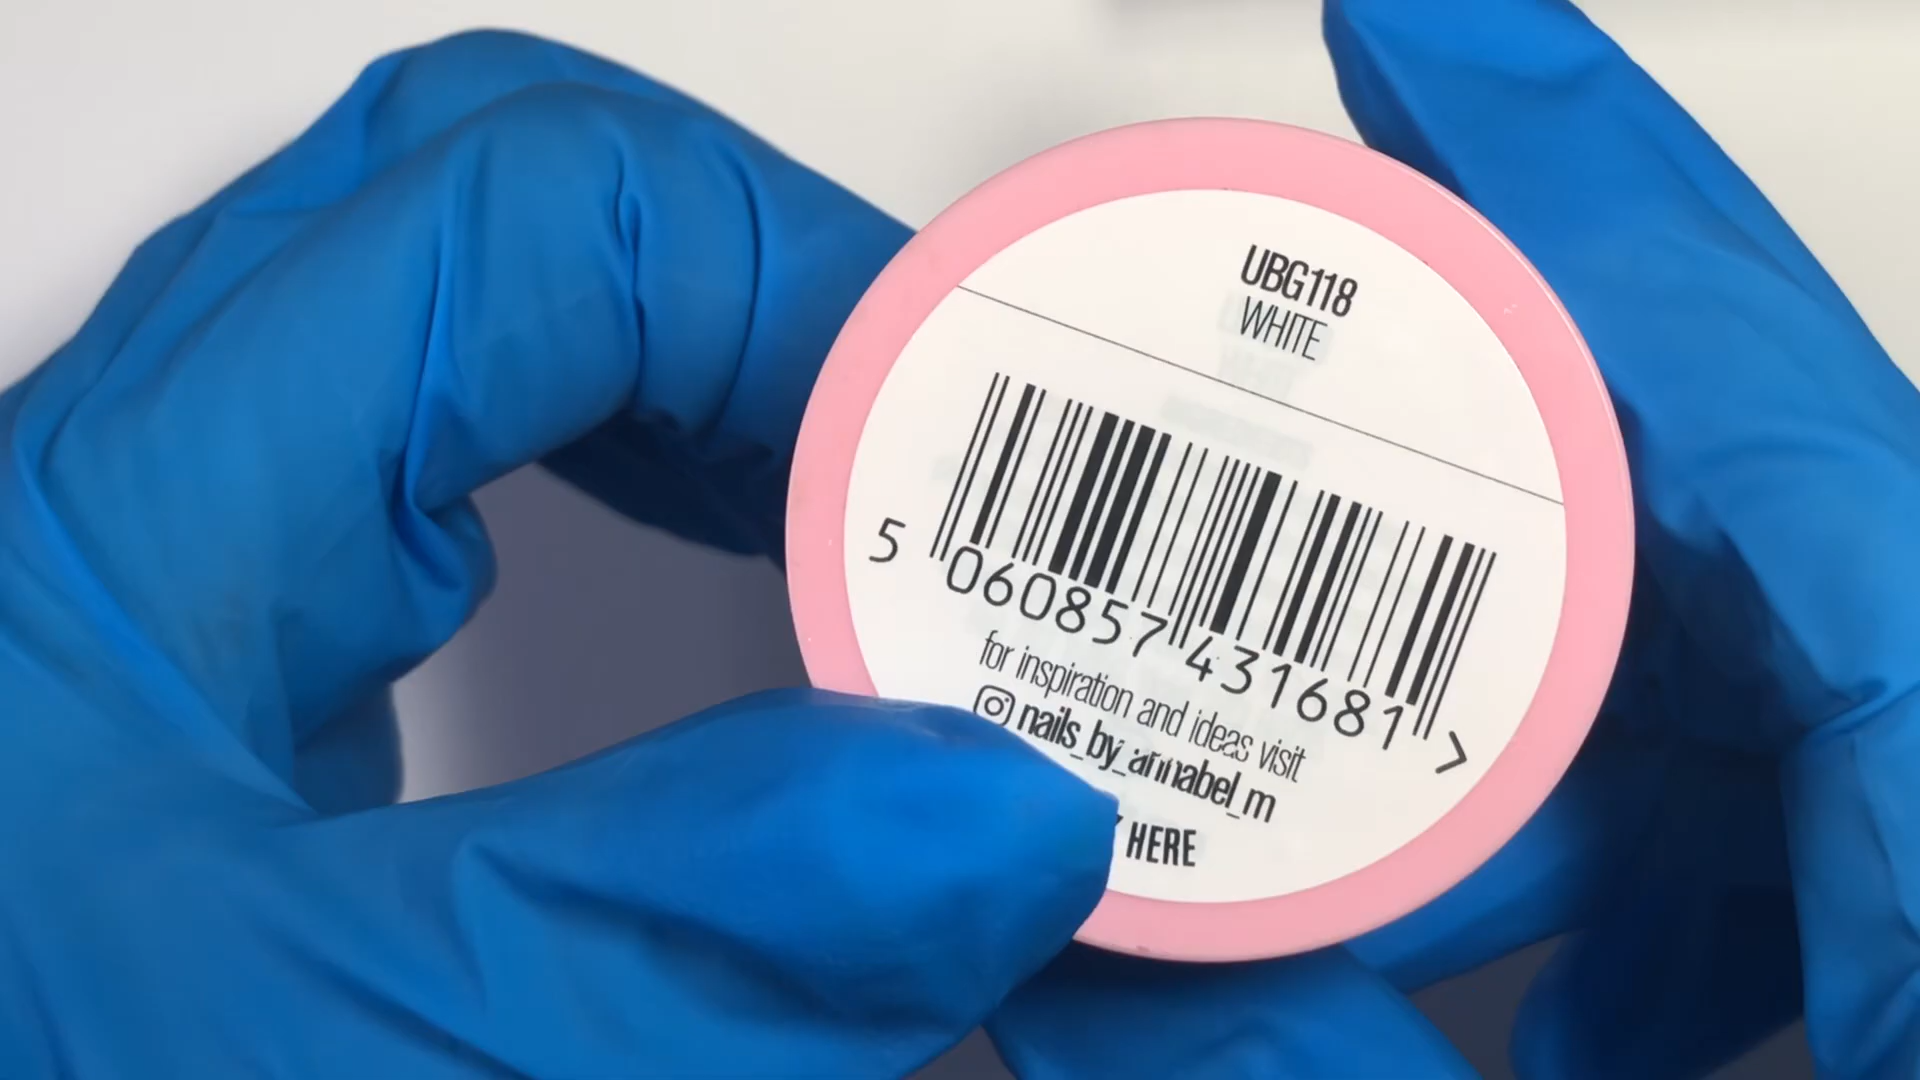 UBG118
WHITE
5 060857 431681 >
for inspiration and ideas visit
nails_by_annabel_m
HERE